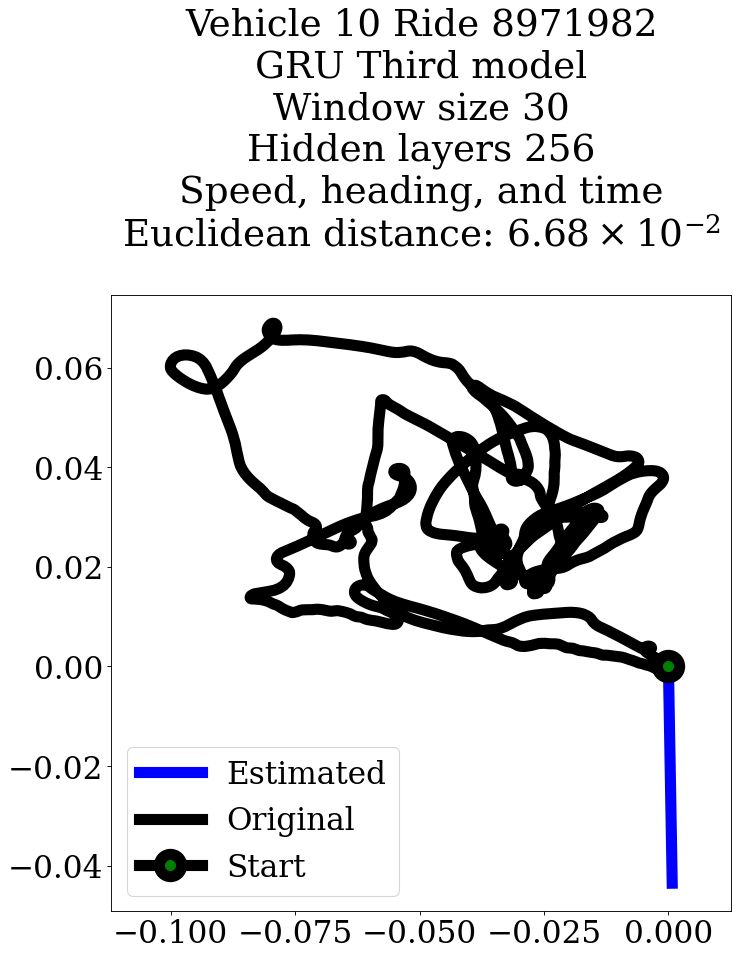 Vehicle 10 Ride 8971982
GRU Third model
Window size 30
Hidden layers 256
Speed, heading, and time
Euclidean distance: 6.68 × 10⁻²
0.06
0.04
0.02
0.00
−0.02
−0.04
Estimated
Original
Start
−0.100 −0.075 −0.050 −0.025 0.000